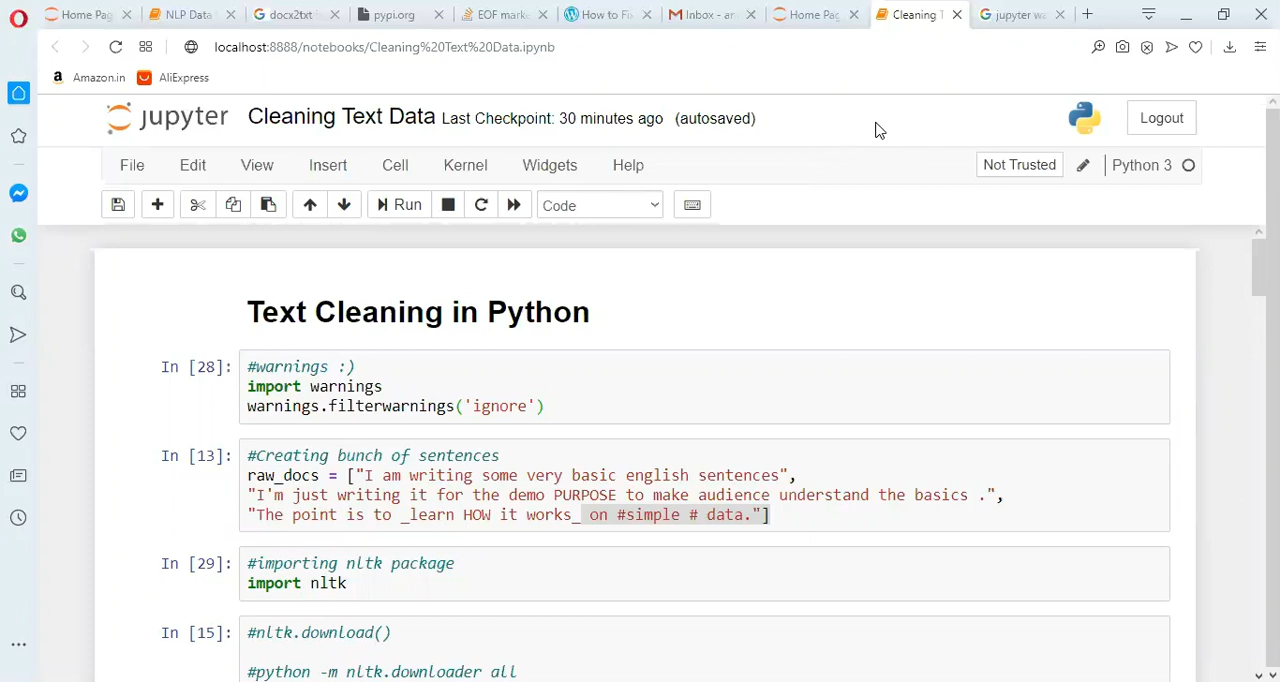 Home Pag
NLP Data
docx2txt
pypi.org
EOF mark
How to Fi
M Inbox - ar
Home Pag
Cleaning T
jupyter wa
localhost:8888/notebooks/Cleaning%20Text%20Data.ipynb
a Amazon.in AliExpress
jupyter Cleaning Text Data Last Checkpoint: 30 minutes ago (autosaved) Logout
File Edit View Insert Cell Kernel Widgets Help Not Trusted Python 3
Run Code
Text Cleaning in Python
In [28]: #warnings :)
import warnings
warnings.filterwarnings('ignore')
In [13]: #Creating bunch of sentences
raw_docs = ["I am writing some very basic english sentences",
"I'm just writing it for the demo PURPOSE to make audience understand the basics .",
"The point is to _learn HOW it works_ on #simple # data."]
In [29]: #importing nltk package
import nltk
In [15]: #nltk.download()
#python -m nltk.downloader all